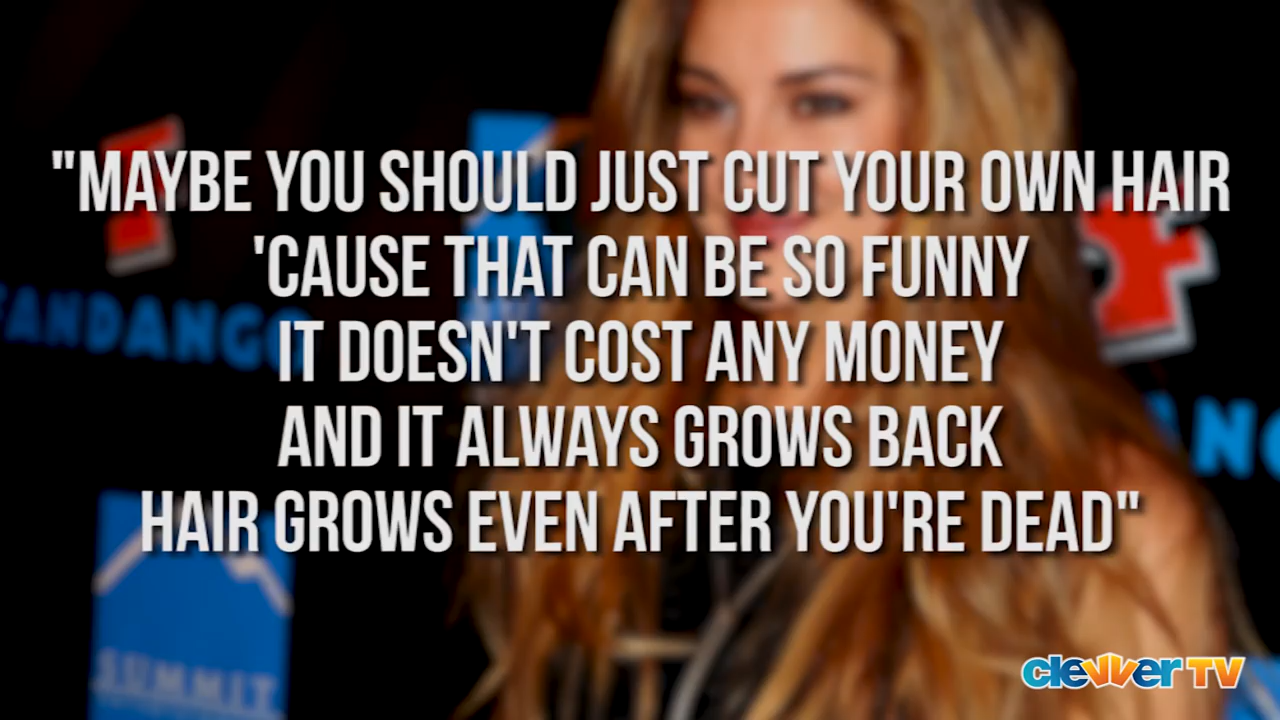 "MAYBE YOU SHOULD JUST CUT YOUR OWN HAIR
'CAUSE THAT CAN BE SO FUNNY
IT DOESN'T COST ANY MONEY
AND IT ALWAYS GROWS BACK
HAIR GROWS EVEN AFTER YOU'RE DEAD"
FANDANGO
SUMMIT
clevver TV